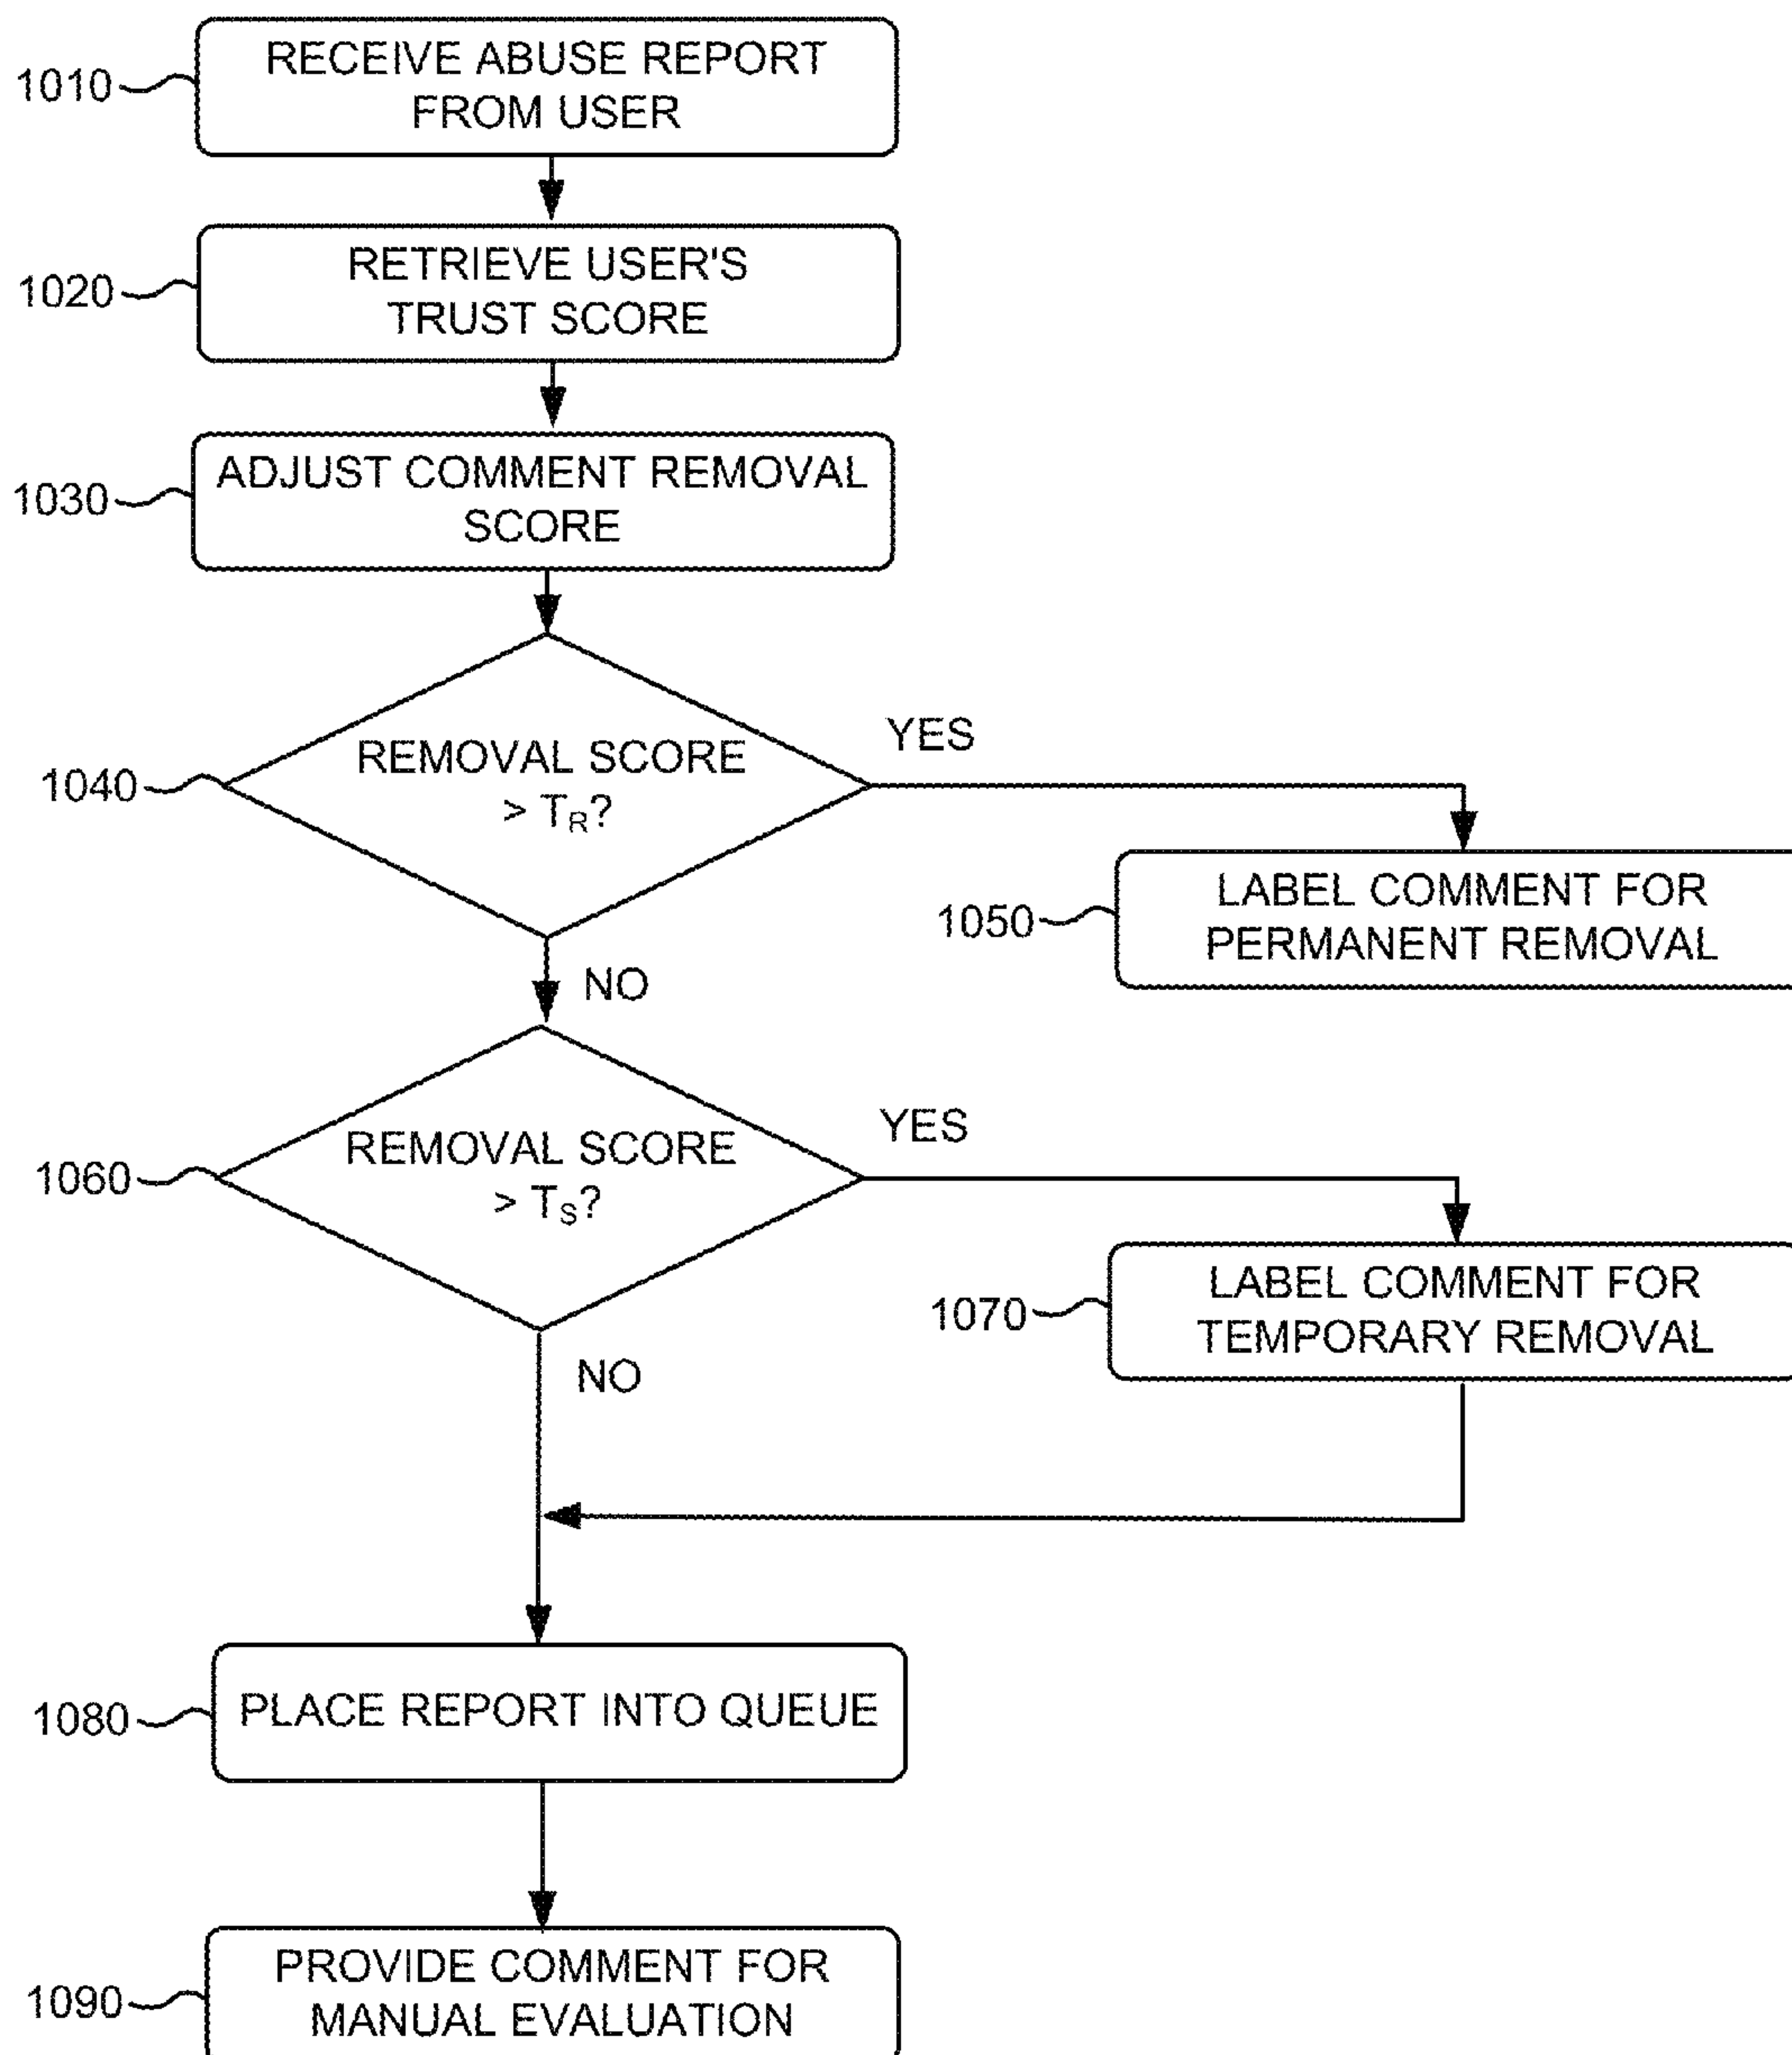 RECEIVE ABUSE REPORT
FROM USER
1010
RETRIEVE USER'S
TRUST SCORE
1020
ADJUST COMMENT REMOVAL
SCORE
1030
REMOVAL SCORE
> TR?
1040
YES
LABEL COMMENT FOR
PERMANENT REMOVAL
1050
NO
REMOVAL SCORE
> TS?
1060
YES
LABEL COMMENT FOR
TEMPORARY REMOVAL
1070
NO
PLACE REPORT INTO QUEUE
1080
PROVIDE COMMENT FOR
MANUAL EVALUATION
1090